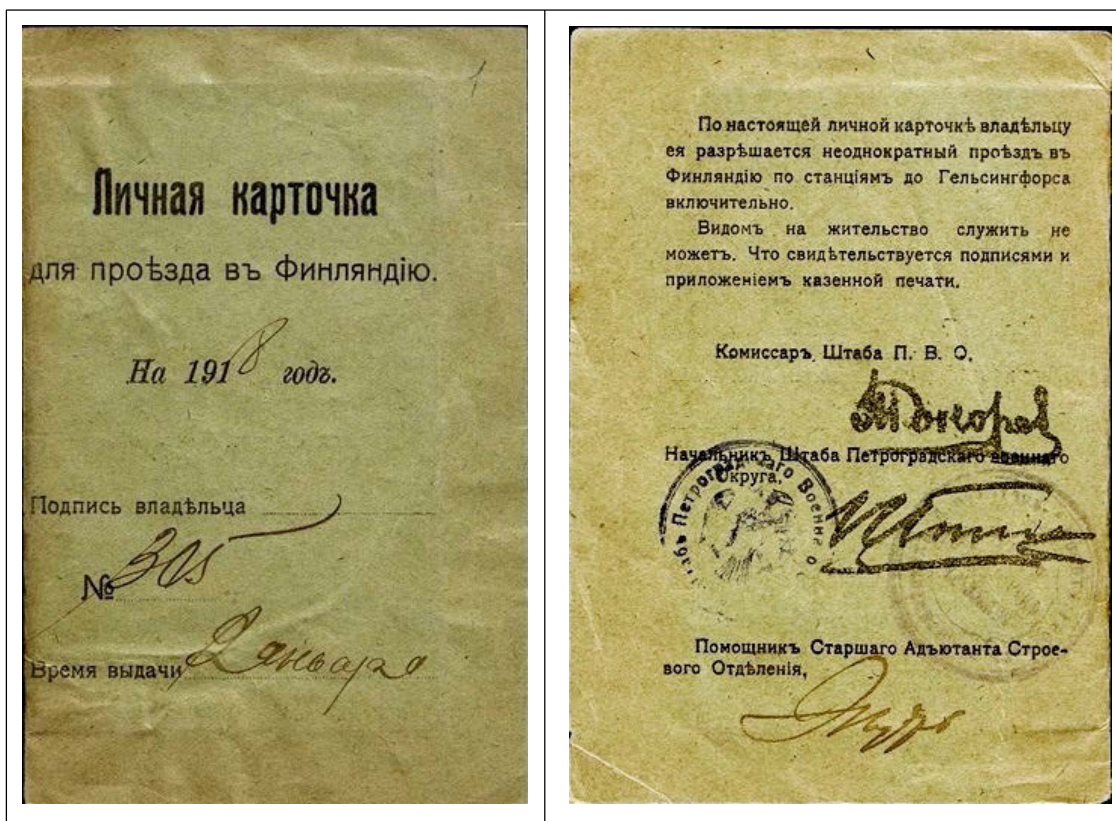 Личная карточка
для проѣзда въ Финляндію.
На 1918 годъ.
Подпись владѣльца
№ 305
Время выдачи 2 января
По настоящей личной карточкѣ владѣльцу
ея разрѣшается неоднократный проѣздъ въ
Финляндію по станціямъ до Гельсингфорса
включительно.
Видомъ на жительство служить не
можетъ. Что свидѣтельствуется подписями и
приложеніемъ казенной печати.
Комиссаръ Штаба П. В. О.
Начальникъ Штаба Петроградскаго военнаго
Округа,
Штабъ Петроградскаго Военнаго
Помощникъ Старшаго Адъютанта Строе-
вого Отдѣленія,